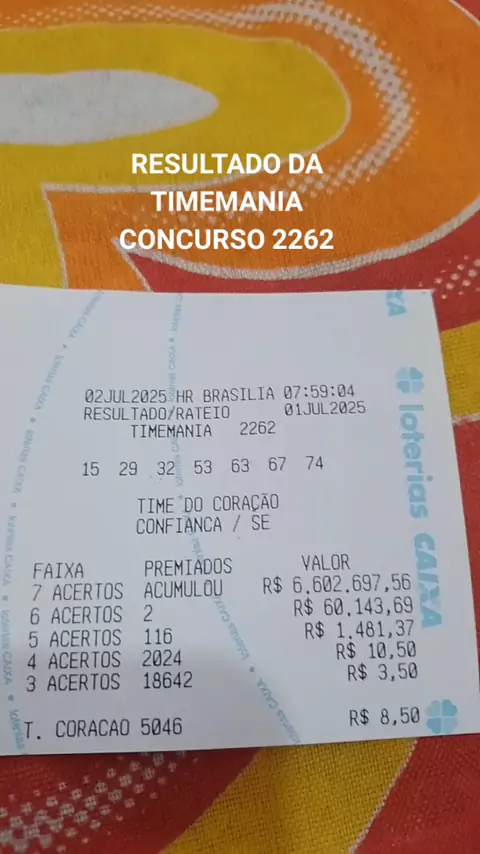 RESULTADO DA
TIMEMANIA
CONCURSO 2262
02JUL2025 HR BRASILIA 07:59:04
RESULTADO/RATEIO 01JUL2025
TIMEMANIA 2262
15 29 32 53 63 67 74
TIME DO CORAÇÃO
CONFIANCA / SE
FAIXA PREMIADOS VALOR
7 ACERTOS ACUMULOU R$ 6.602.697,56
6 ACERTOS 2 R$ 60.143,69
5 ACERTOS 116 R$ 1.481,37
4 ACERTOS 2024 R$ 10,50
3 ACERTOS 18642 R$ 3,50
T. CORACAO 5046 R$ 8,50
loterias CAIXA